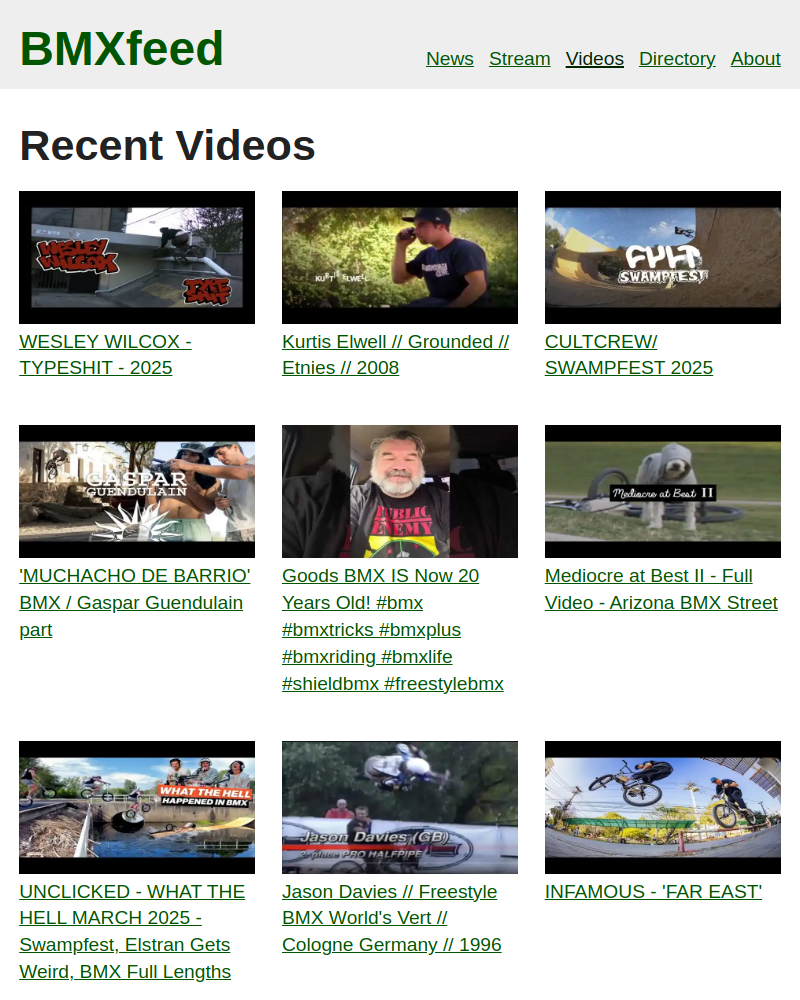 BMXfeed
News Stream Videos Directory About
Recent Videos
WESLEY
WILCOX
TYPE
SHIT
KURTIS ELWELL
CULT
SWAMPFEST
WESLEY WILCOX -
TYPESHIT - 2025
Kurtis Elwell // Grounded //
Etnies // 2008
CULTCREW/
SWAMPFEST 2025
GASPAR
GUENDULAIN
PUBLIC
ENEMY
Mediocre at Best II
'MUCHACHO DE BARRIO'
BMX / Gaspar Guendulain
part
Goods BMX IS Now 20
Years Old! #bmx
#bmxtricks #bmxplus
#bmxriding #bmxlife
#shieldbmx #freestylebmx
Mediocre at Best II - Full
Video - Arizona BMX Street
WHAT THE HELL
HAPPENED IN BMX
Jason Davies (GB)
2nd place PRO HALFPIPE
UNCLICKED - WHAT THE
HELL MARCH 2025 -
Swampfest, Elstran Gets
Weird, BMX Full Lengths
Jason Davies // Freestyle
BMX World's Vert //
Cologne Germany // 1996
INFAMOUS - 'FAR EAST'